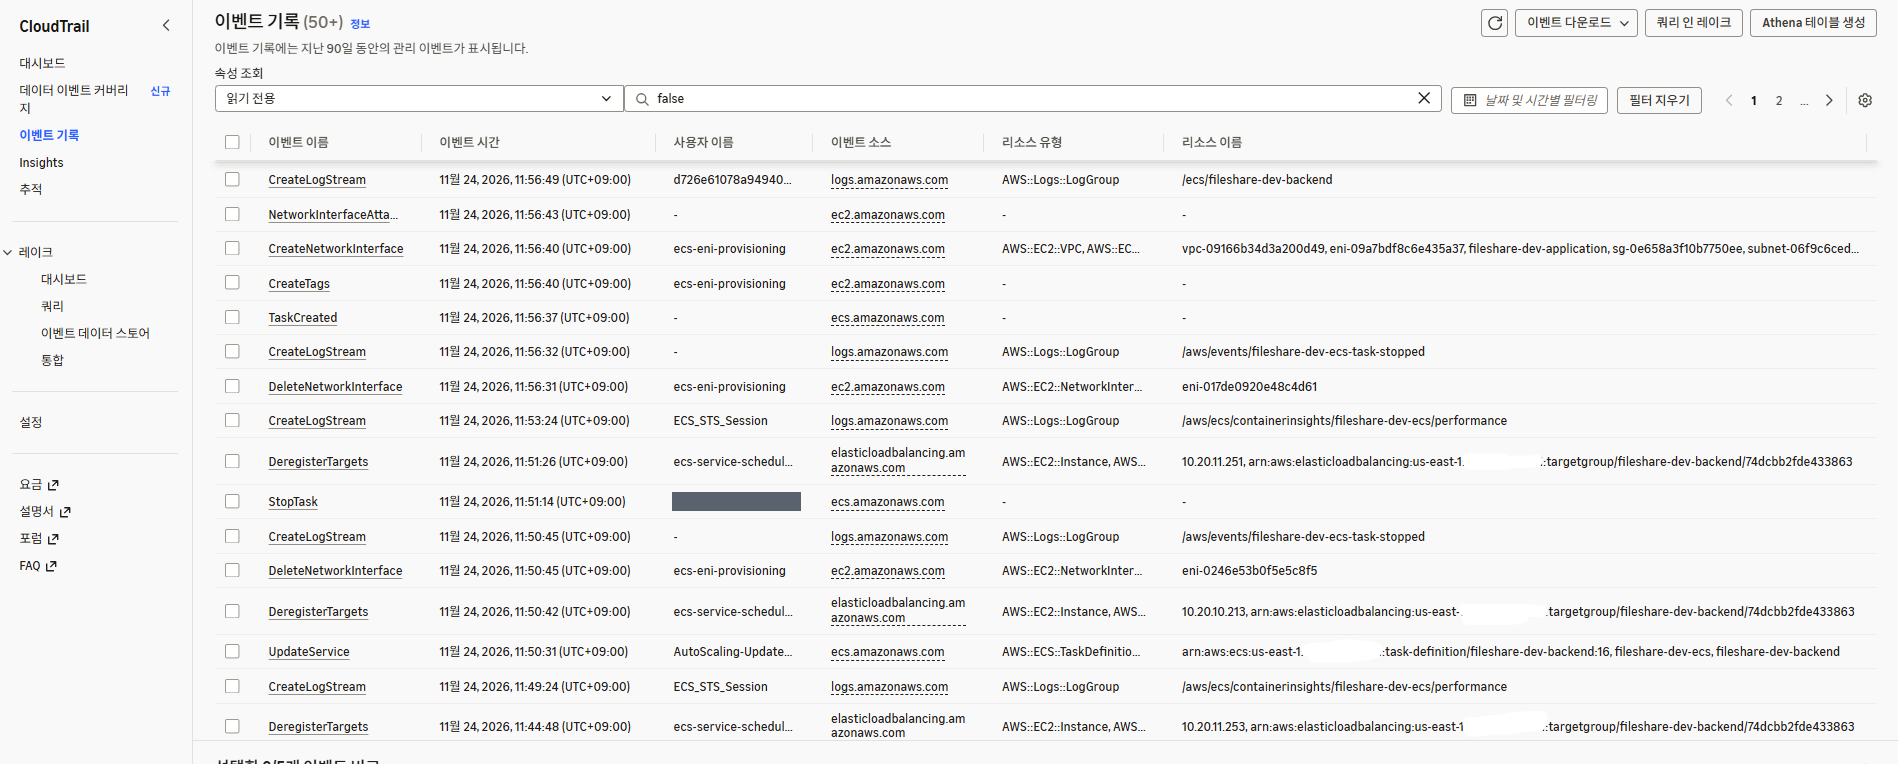 CloudTrail
대시보드
데이터 이벤트 커버리
지
신규
이벤트 기록
Insights
추적
레이크
대시보드
쿼리
이벤트 데이터 스토어
통합
설정
요금
설명서
포럼
FAQ
이벤트 기록 (50+) 정보
이벤트 다운로드 쿼리 인 레이크 Athena 테이블 생성
이벤트 기록에는 지난 90일 동안의 관리 이벤트가 표시됩니다.
속성 조회
읽기 전용 false 날짜 및 시간별 필터링 필터 지우기 1 2 ...
이벤트 이름 이벤트 시간 사용자 이름 이벤트 소스 리소스 유형 리소스 이름
CreateLogStream 11월 24, 2026, 11:56:49 (UTC+09:00) d726e61078a94940... logs.amazonaws.com AWS::Logs::LogGroup /ecs/fileshare-dev-backend
NetworkInterfaceAtta... 11월 24, 2026, 11:56:43 (UTC+09:00) - ec2.amazonaws.com - -
CreateNetworkInterface 11월 24, 2026, 11:56:40 (UTC+09:00) ecs-eni-provisioning ec2.amazonaws.com AWS::EC2::VPC, AWS::EC... vpc-09166b34d3a200d49, eni-09a7bdf8c6e435a37, fileshare-dev-application, sg-0e658a3f10b7750ee, subnet-06f9c6ced...
CreateTags 11월 24, 2026, 11:56:40 (UTC+09:00) ecs-eni-provisioning ec2.amazonaws.com - -
TaskCreated 11월 24, 2026, 11:56:37 (UTC+09:00) - ecs.amazonaws.com - -
CreateLogStream 11월 24, 2026, 11:56:32 (UTC+09:00) - logs.amazonaws.com AWS::Logs::LogGroup /aws/events/fileshare-dev-ecs-task-stopped
DeleteNetworkInterface 11월 24, 2026, 11:56:31 (UTC+09:00) ecs-eni-provisioning ec2.amazonaws.com AWS::EC2::NetworkInter... eni-017de0920e48c4d61
CreateLogStream 11월 24, 2026, 11:53:24 (UTC+09:00) ECS_STS_Session logs.amazonaws.com AWS::Logs::LogGroup /aws/ecs/containerinsights/fileshare-dev-ecs/performance
DeregisterTargets 11월 24, 2026, 11:51:26 (UTC+09:00) ecs-service-schedul... elasticloadbalancing.am
azonaws.com AWS::EC2::Instance, AWS... 10.20.11.251, arn:aws:elasticloadbalancing:us-east-1. :targetgroup/fileshare-dev-backend/74dcbb2fde433863
StopTask 11월 24, 2026, 11:51:14 (UTC+09:00) ecs.amazonaws.com - -
CreateLogStream 11월 24, 2026, 11:50:45 (UTC+09:00) - logs.amazonaws.com AWS::Logs::LogGroup /aws/events/fileshare-dev-ecs-task-stopped
DeleteNetworkInterface 11월 24, 2026, 11:50:45 (UTC+09:00) ecs-eni-provisioning ec2.amazonaws.com AWS::EC2::NetworkInter... eni-0246e53b0f5e5c8f5
DeregisterTargets 11월 24, 2026, 11:50:42 (UTC+09:00) ecs-service-schedul... elasticloadbalancing.am
azonaws.com AWS::EC2::Instance, AWS... 10.20.10.213, arn:aws:elasticloadbalancing:us-east- :targetgroup/fileshare-dev-backend/74dcbb2fde433863
UpdateService 11월 24, 2026, 11:50:31 (UTC+09:00) AutoScaling-Update... ecs.amazonaws.com AWS::ECS::TaskDefinitio... arn:aws:ecs:us-east-1. :task-definition/fileshare-dev-backend:16, fileshare-dev-ecs, fileshare-dev-backend
CreateLogStream 11월 24, 2026, 11:49:24 (UTC+09:00) ECS_STS_Session logs.amazonaws.com AWS::Logs::LogGroup /aws/ecs/containerinsights/fileshare-dev-ecs/performance
DeregisterTargets 11월 24, 2026, 11:44:48 (UTC+09:00) ecs-service-schedul... elasticloadbalancing.am
azonaws.com AWS::EC2::Instance, AWS... 10.20.11.253, arn:aws:elasticloadbalancing:us-east-1 :targetgroup/fileshare-dev-backend/74dcbb2fde433863